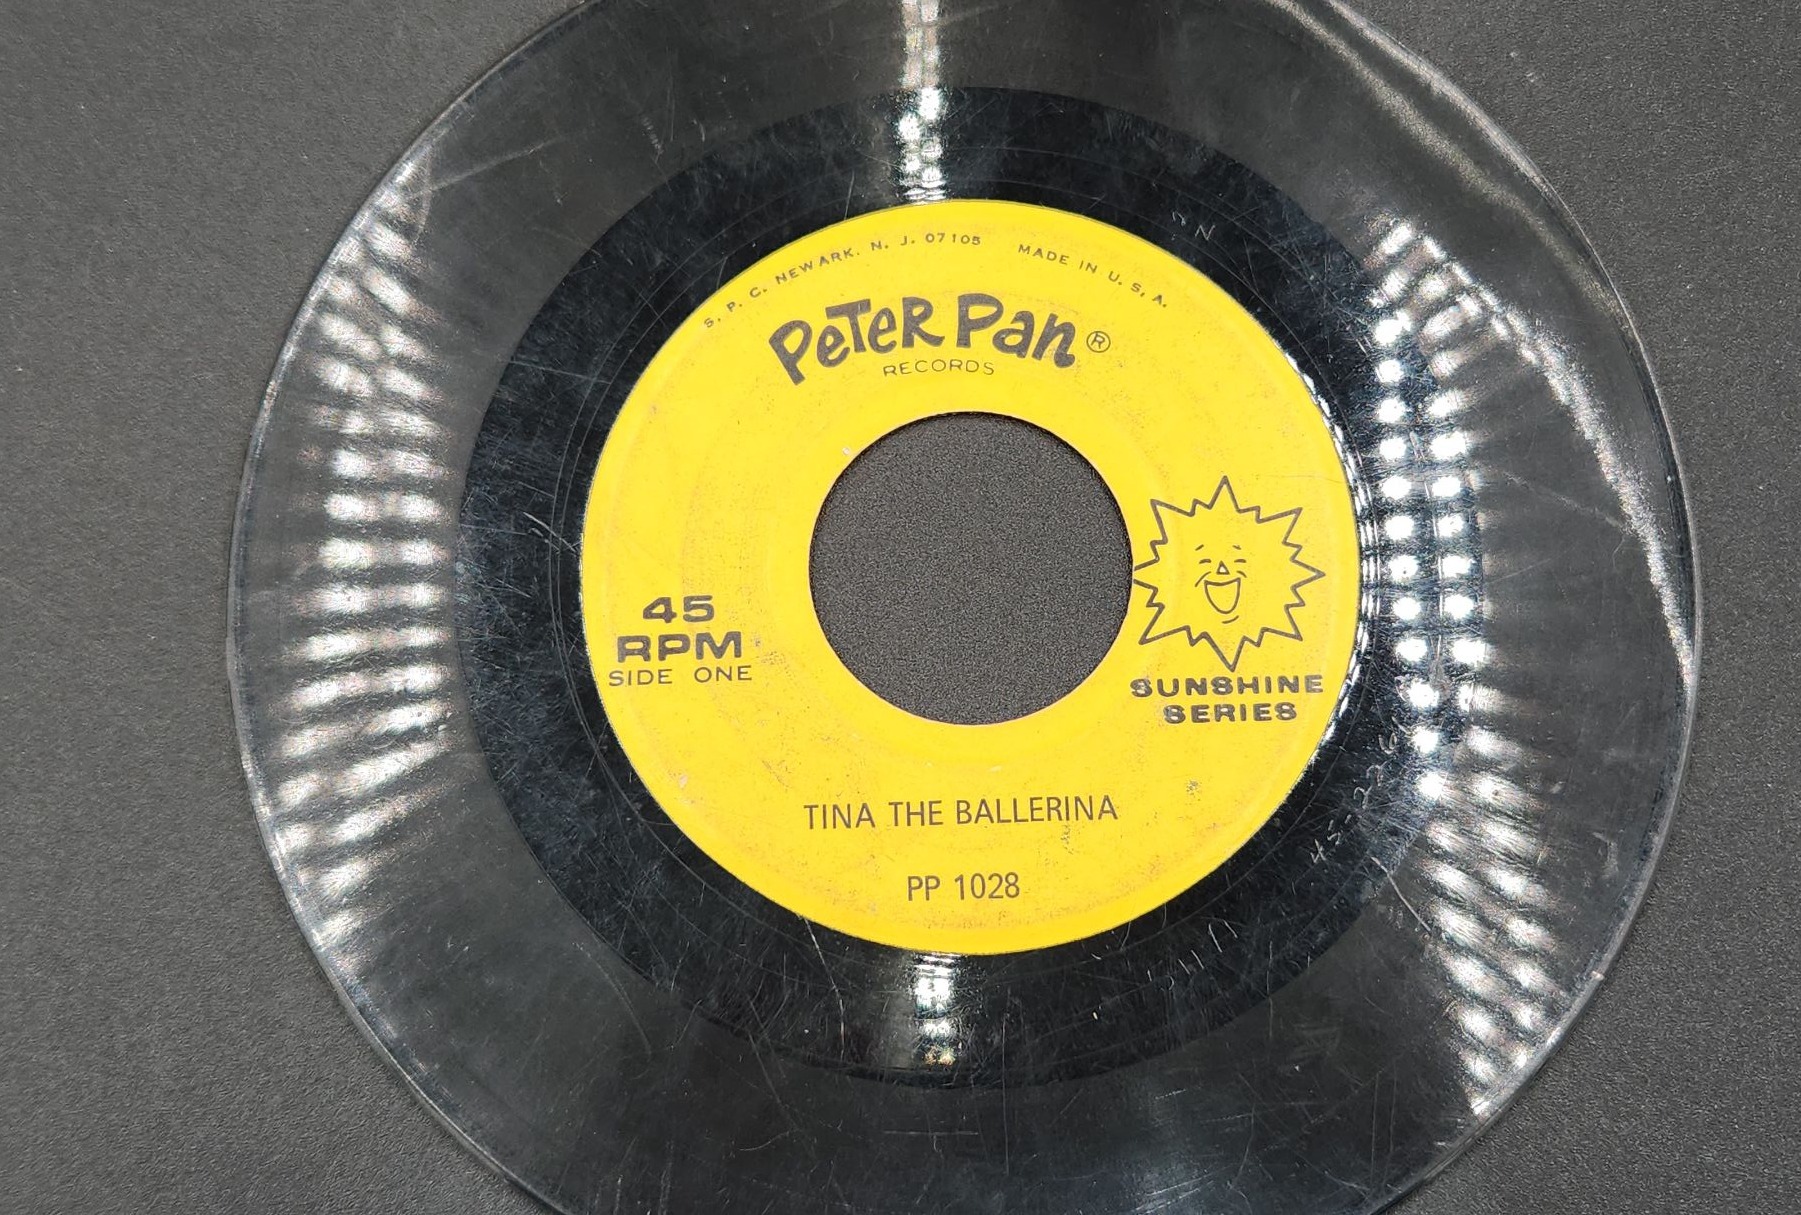 S. P. C. NEWARK. N. J. 07105 MADE IN U. S. A.
PeTeR Pan®
RECORDS
45
RPM
SIDE ONE
SUNSHINE
SERIES
TINA THE BALLERINA
PP 1028